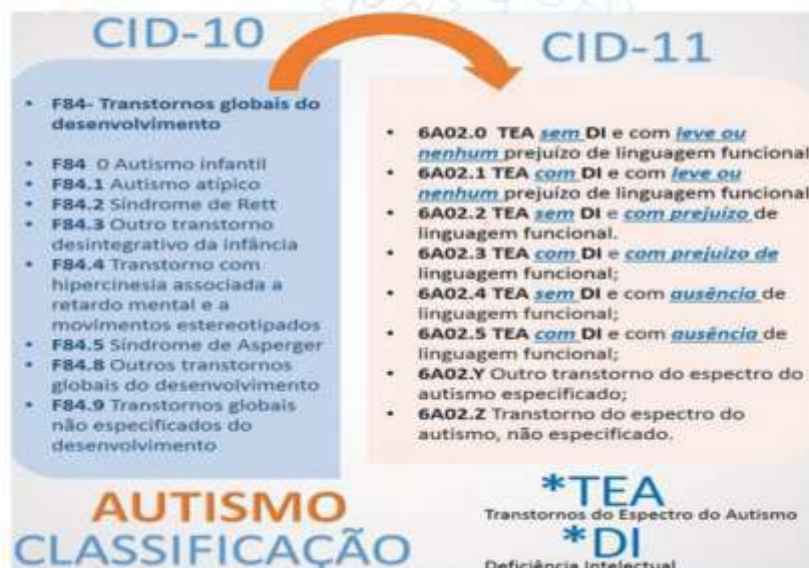 CID-10
F84- Transtornos globais do
desenvolvimento
F84 0 Autismo infantil
F84.1 Autismo atípico
F84.2 Síndrome de Rett
F84.3 Outro transtorno
desintegrativo da infância
F84.4 Transtorno com
hipercinesia associada a
retardo mental e a
movimentos estereotipados
F84.5 Síndrome de Asperger
F84.8 Outros transtornos
globais do desenvolvimento
F84.9 Transtornos globais
não especificados do
desenvolvimento
CID-11
6A02.0 TEA sem DI e com leve ou
nenhum prejuízo de linguagem funcional
6A02.1 TEA com DI e com leve ou
nenhum prejuízo de linguagem funcional
6A02.2 TEA sem DI e com prejuízo de
linguagem funcional.
6A02.3 TEA com DI e com prejuízo de
linguagem funcional;
6A02.4 TEA sem DI e com ausência de
linguagem funcional;
6A02.5 TEA com DI e com ausência de
linguagem funcional;
6A02.Y Outro transtorno do espectro do
autismo especificado;
6A02.Z Transtorno do espectro do
autismo, não especificado.
AUTISMO
CLASSIFICAÇÃO
*TEA
Transtornos do Espectro do Autismo
*DI
Deficiência Intelectual